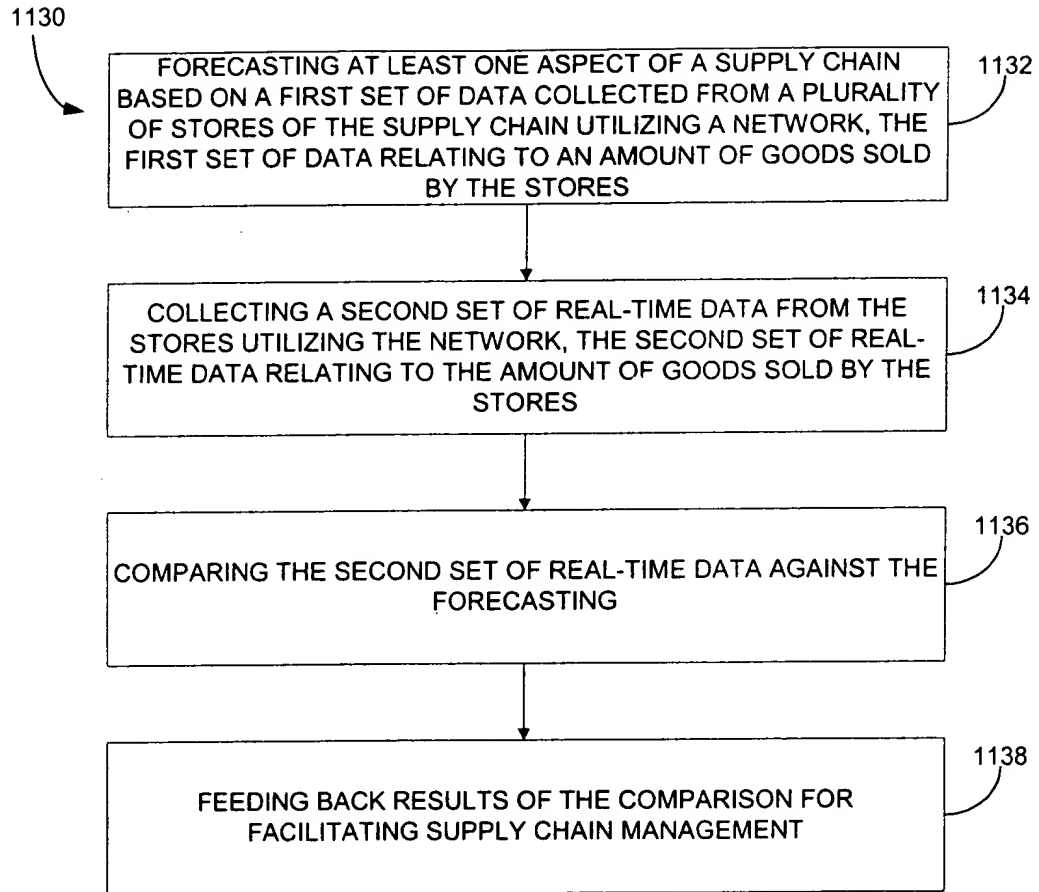 1130
FORECASTING AT LEAST ONE ASPECT OF A SUPPLY CHAIN
BASED ON A FIRST SET OF DATA COLLECTED FROM A PLURALITY
OF STORES OF THE SUPPLY CHAIN UTILIZING A NETWORK, THE
FIRST SET OF DATA RELATING TO AN AMOUNT OF GOODS SOLD
BY THE STORES
1132
COLLECTING A SECOND SET OF REAL-TIME DATA FROM THE
STORES UTILIZING THE NETWORK, THE SECOND SET OF REAL-
TIME DATA RELATING TO THE AMOUNT OF GOODS SOLD BY THE
STORES
1134
COMPARING THE SECOND SET OF REAL-TIME DATA AGAINST THE
FORECASTING
1136
FEEDING BACK RESULTS OF THE COMPARISON FOR
FACILITATING SUPPLY CHAIN MANAGEMENT
1138